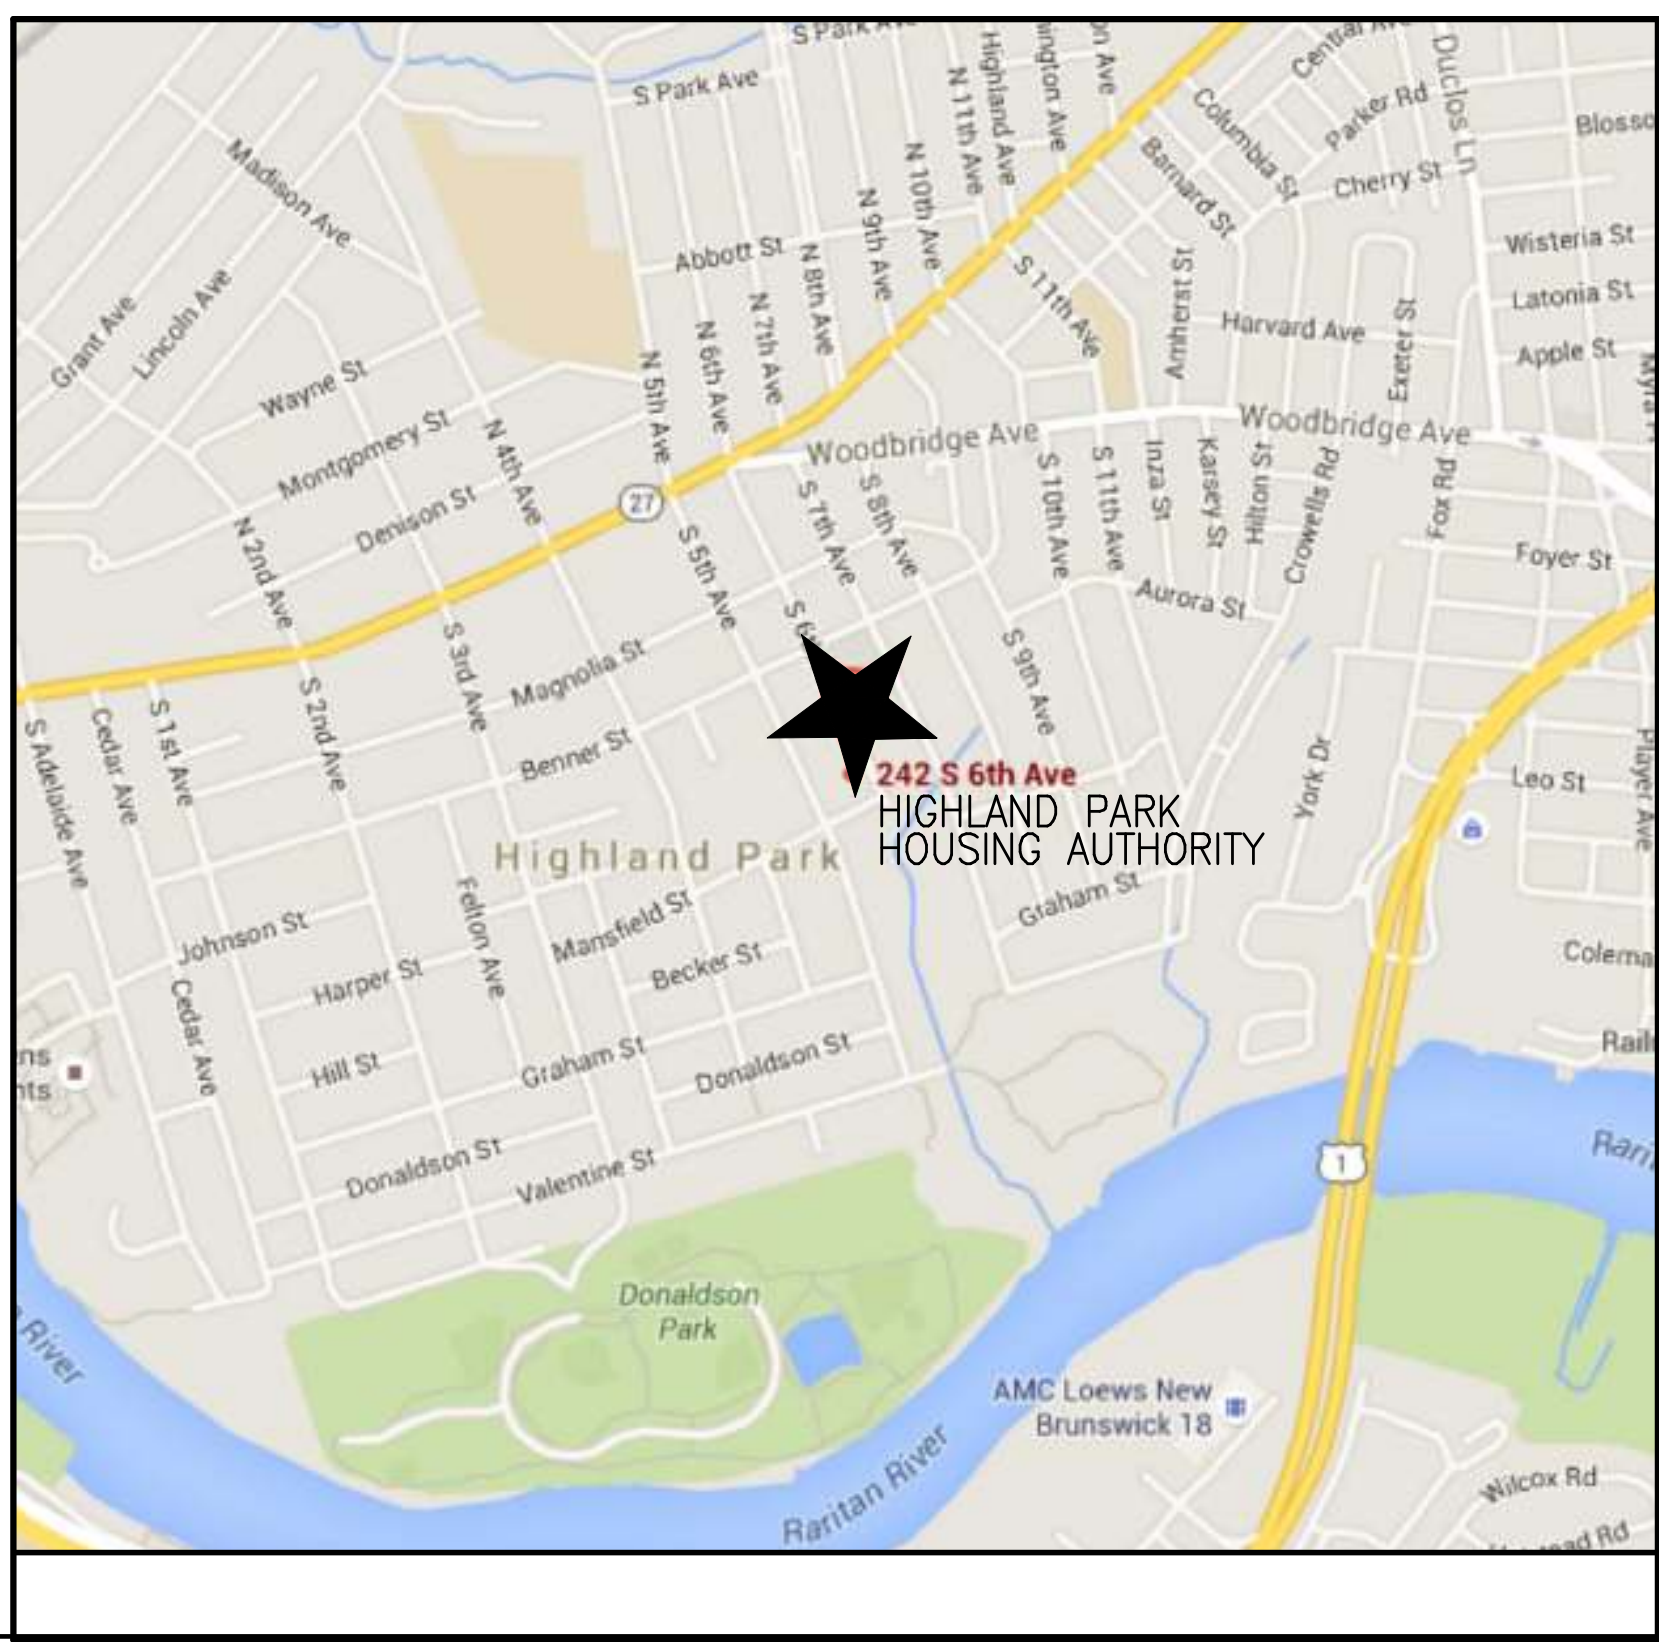 S Park Ave
S Park Ave
Highland Ave
N 11th Ave
Central Ave
Duclos Ln
Columbia St
Parker Rd
Barnard St
Cherry St
Madison Ave
N 10th Ave
N 9th Ave
Abbott St
N 8th Ave
Wisteria St
Grant Ave
Lincoln Ave
N 7th Ave
S 11th Ave
Amherst St
Harvard Ave
Exeter St
Latonia St
N 6th Ave
N 5th Ave
Apple St
Wayne St
Montgomery St
N 4th Ave
Woodbridge Ave
Woodbridge Ave
Denison St
27
S 7th Ave
S 8th Ave
S 10th Ave
S 11th Ave
Inza St
Karsey St
Hilton St
Crowells Rd
Fox Rd
N 2nd Ave
S 5th Ave
Foyer St
Aurora St
S 3rd Ave
Magnolia St
S 9th Ave
S 2nd Ave
S 1st Ave
Cedar Ave
S Adelaide Ave
Benner St
York Dr
Leo St
Player Ave
242 S 6th Ave
HIGHLAND PARK
HOUSING AUTHORITY
Highland Park
Felton Ave
Mansfield St
Graham St
Johnson St
Harper St
Becker St
Cedar Ave
Hill St
Graham St
Donaldson St
Donaldson St
Valentine St
1
Donaldson
Park
River
AMC Loews New
Brunswick 18
Raritan River
Wilcox Rd